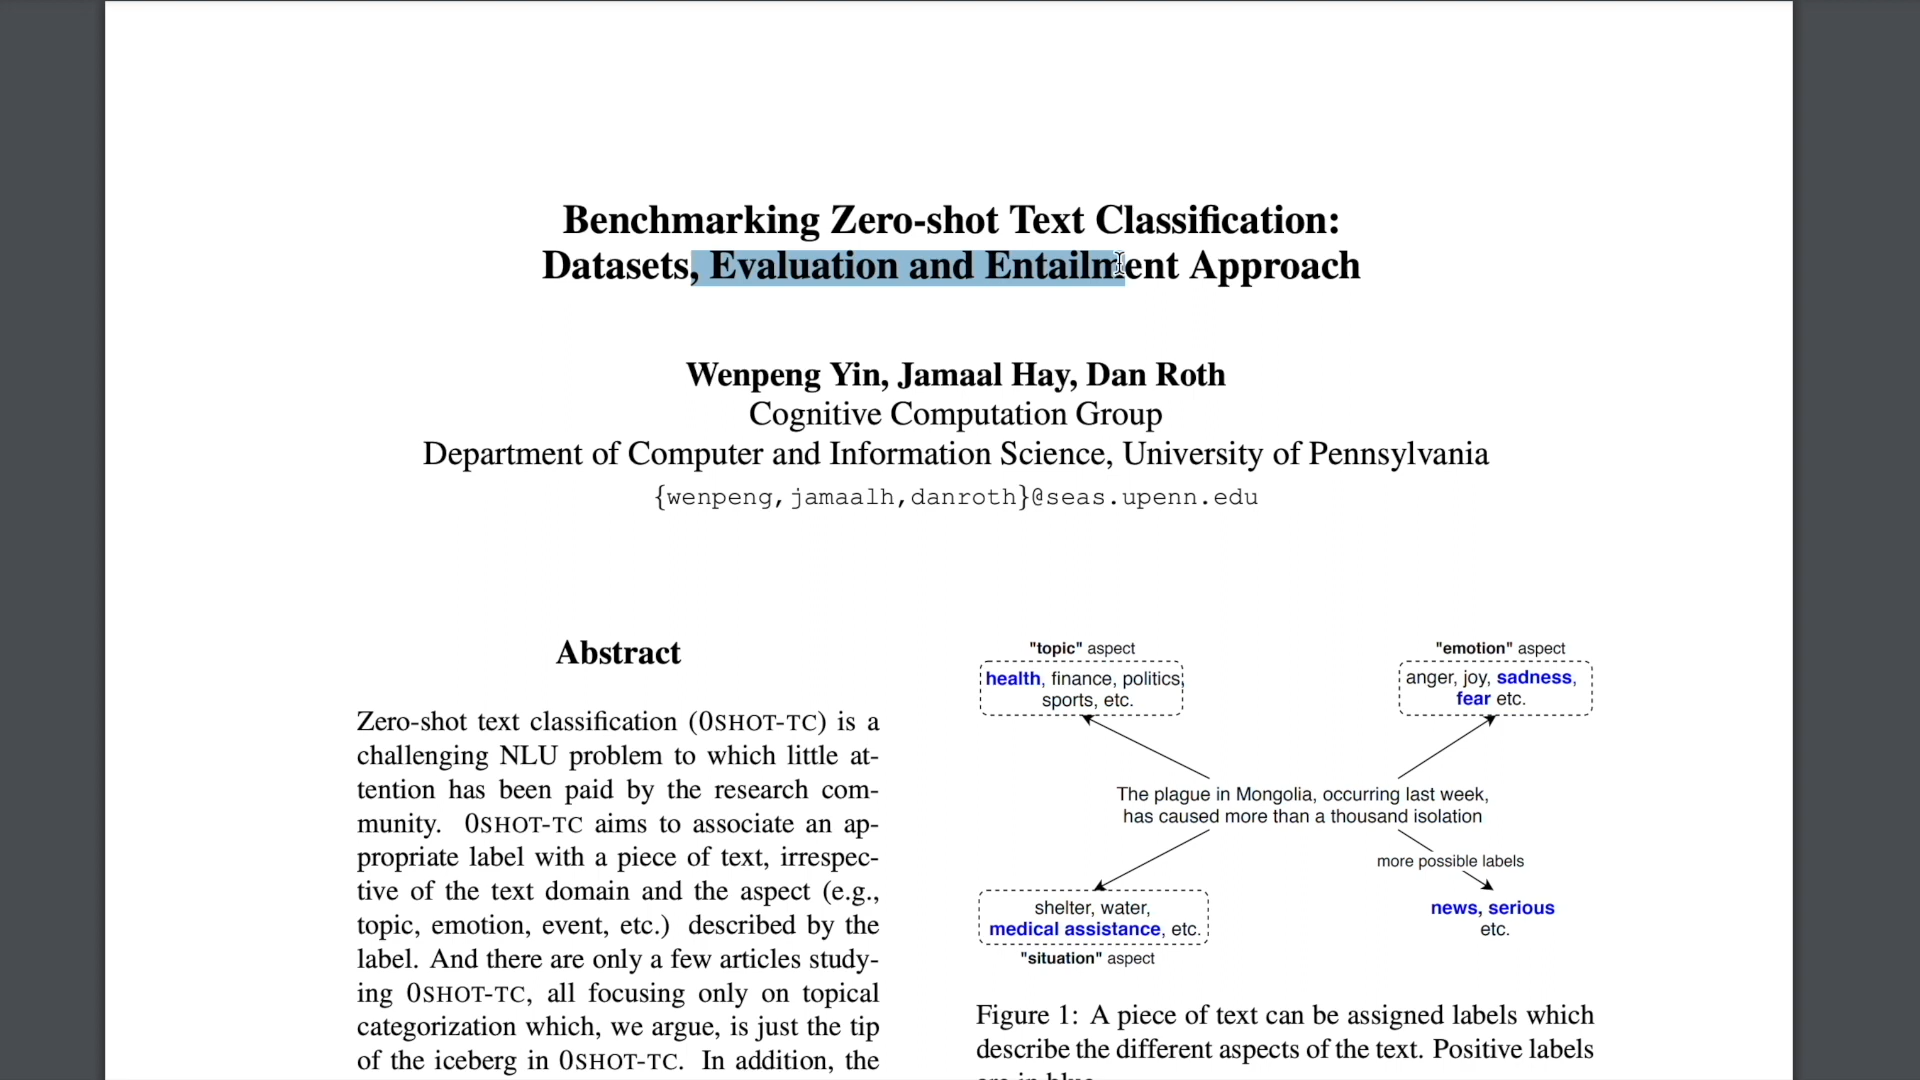 Benchmarking Zero-shot Text Classification:
Datasets, Evaluation and Entailment Approach
Wenpeng Yin, Jamaal Hay, Dan Roth
Cognitive Computation Group
Department of Computer and Information Science, University of Pennsylvania
{wenpeng,jamaalh,danroth}@seas.upenn.edu
Abstract
Zero-shot text classification (0SHOT-TC) is a
challenging NLU problem to which little at-
tention has been paid by the research com-
munity. 0SHOT-TC aims to associate an ap-
propriate label with a piece of text, irrespec-
tive of the text domain and the aspect (e.g.,
topic, emotion, event, etc.) described by the
label. And there are only a few articles study-
ing 0SHOT-TC, all focusing only on topical
categorization which, we argue, is just the tip
of the iceberg in 0SHOT-TC. In addition, the
"topic" aspect
health, finance, politics,
sports, etc.
"emotion" aspect
anger, joy, sadness,
fear etc.
The plague in Mongolia, occurring last week,
has caused more than a thousand isolation
more possible labels
shelter, water,
medical assistance, etc.
"situation" aspect
news, serious
etc.
Figure 1: A piece of text can be assigned labels which
describe the different aspects of the text. Positive labels
are in blue.